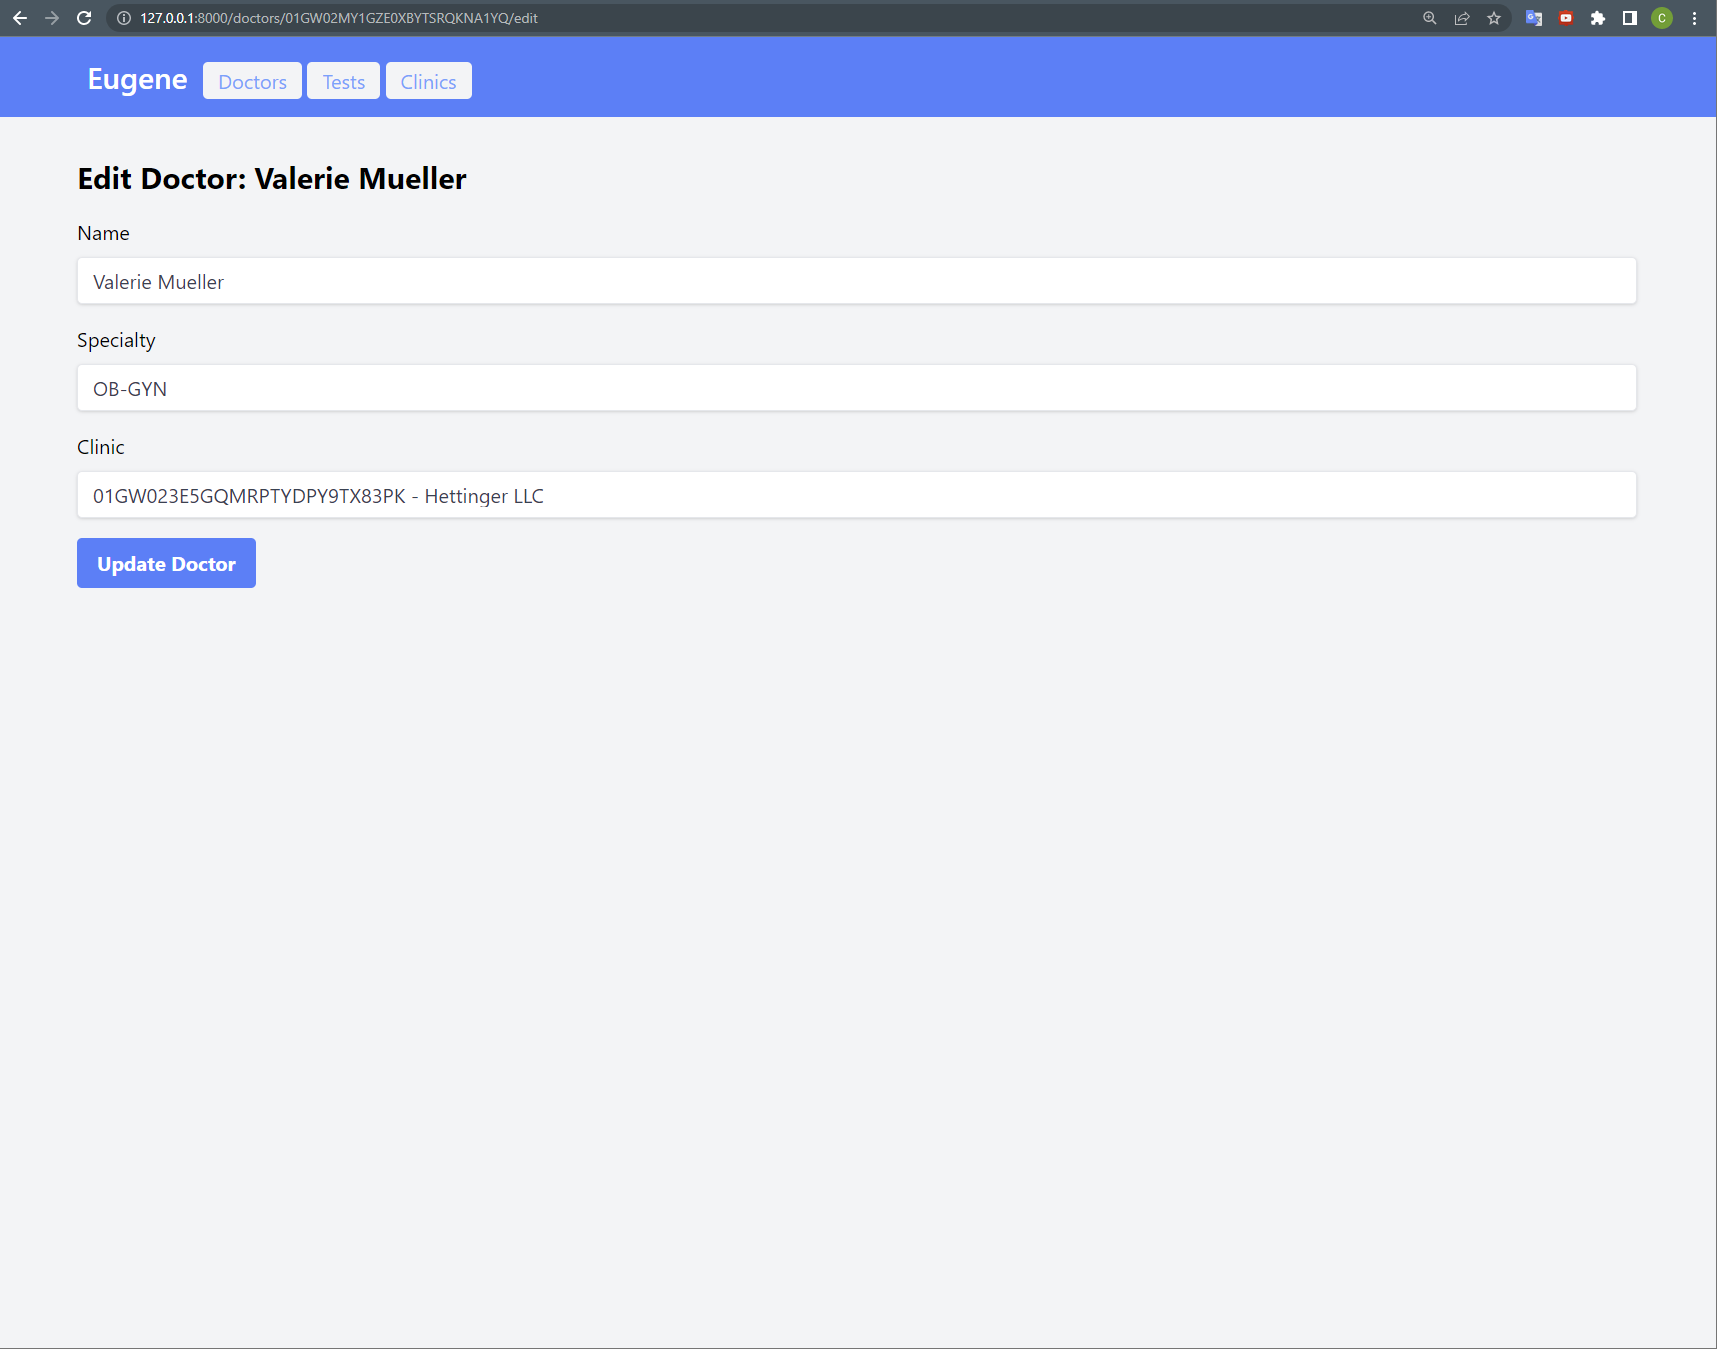 127.0.0.1:8000/doctors/01GW02MY1GZE0XBYTSRQKNA1YQ/edit
C
Eugene Doctors Tests Clinics
Edit Doctor: Valerie Mueller
Name
Valerie Mueller
Specialty
OB-GYN
Clinic
01GW023E5GQMRPTYDPY9TX83PK - Hettinger LLC
Update Doctor